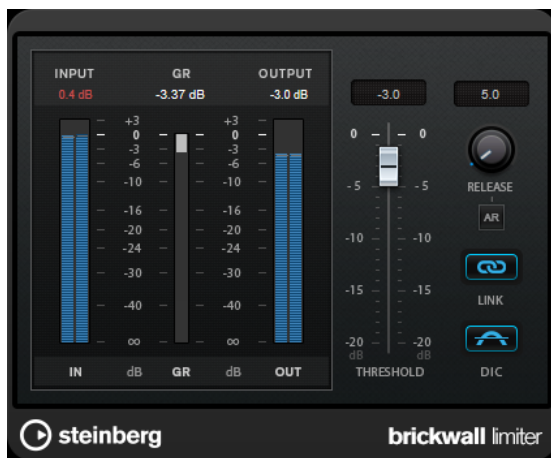 INPUT GR OUTPUT
0.4 dB -3.37 dB -3.0 dB -3.0 5.0
+3 +3
0 0 0 0
-3 -3
-6 -6
-5 -5 RELEASE
-10 -10
AR
-16 -16
-20 -20
-10 -10
-24 -24
-30 -30
-15 -15 LINK
-40 -40
∞ ∞ -20 -20
dB dB
IN dB GR dB OUT THRESHOLD DIC
steinberg brickwall limiter